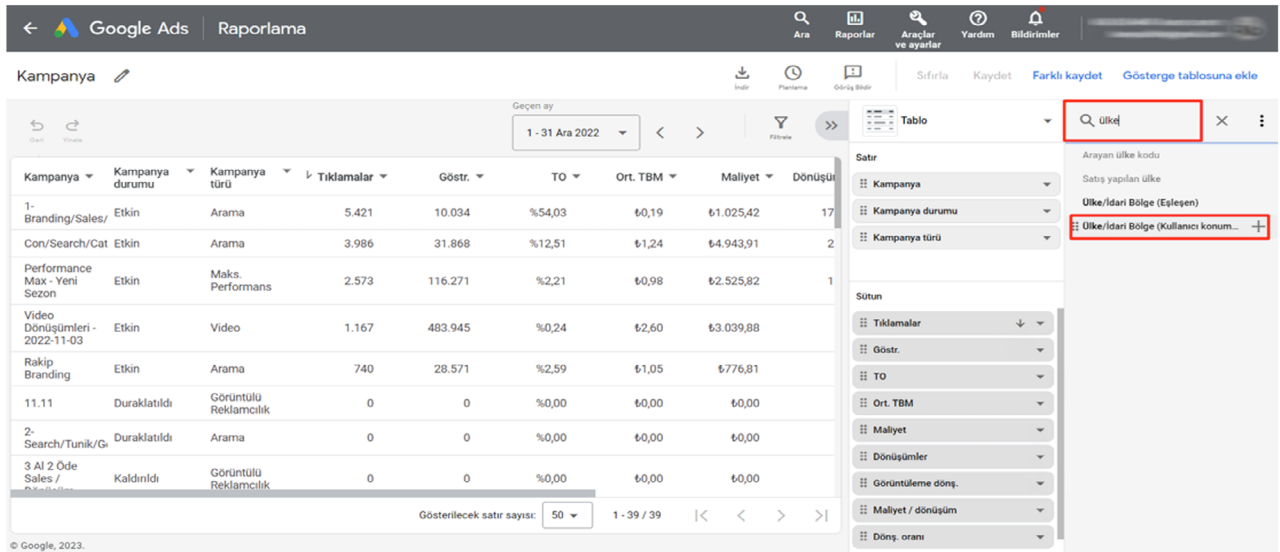 Google Ads Raporlama
Ara
Raporlar
Araçlar
ve ayarlar
Yardım
Bildirimler
Kampanya
İndir
Planlama
Görüş Bildir
Sıfırla
Kaydet
Farklı kaydet
Gösterge tablosuna ekle
Geri
Yinele
Geçen ay
1 - 31 Ara 2022
Filtrele
Kampanya
Kampanya
durumu
Kampanya
türü
Tıklamalar
Göstr.
TO
Ort. TBM
Maliyet
Dönüşür
1-
Branding/Sales/
Etkin Arama 5.421 10.034 %54,03 ₺0,19 ₺1.025,42 17
Con/Search/Cat Etkin Arama 3.986 31.868 %12,51 ₺1,24 ₺4.943,91 2
Performance
Max - Yeni
Sezon
Etkin
Maks.
Performans
2.573 116.271 %2,21 ₺0,98 ₺2.525,82 1
Video
Dönüşümleri -
2022-11-03
Etkin Video 1.167 483.945 %0,24 ₺2,60 ₺3.039,88
Rakip
Branding
Etkin Arama 740 28.571 %2,59 ₺1,05 ₺776,81
11.11 Duraklatıldı
Görüntülü
Reklamcılık
0 0 %0,00 ₺0,00 ₺0,00
2-
Search/Tunik/G
Duraklatıldı Arama 0 0 %0,00 ₺0,00 ₺0,00
3 Al 2 Öde
Sales /
Kaldırıldı
Görüntülü
Reklamcılık
0 0 %0,00 ₺0,00 ₺0,00
Gösterilecek satır sayısı: 50
1 - 39 / 39
© Google, 2023.
Tablo
Satır
Kampanya
Kampanya durumu
Kampanya türü
Sütun
Tıklamalar
Göstr.
TO
Ort. TBM
Maliyet
Dönüşümler
Görüntüleme dönş.
Maliyet / dönüşüm
Dönş. oranı
ülke
Arayan ülke kodu
Satış yapılan ülke
Ülke/İdari Bölge (Eşleşen)
Ülke/İdari Bölge (Kullanıcı konum...